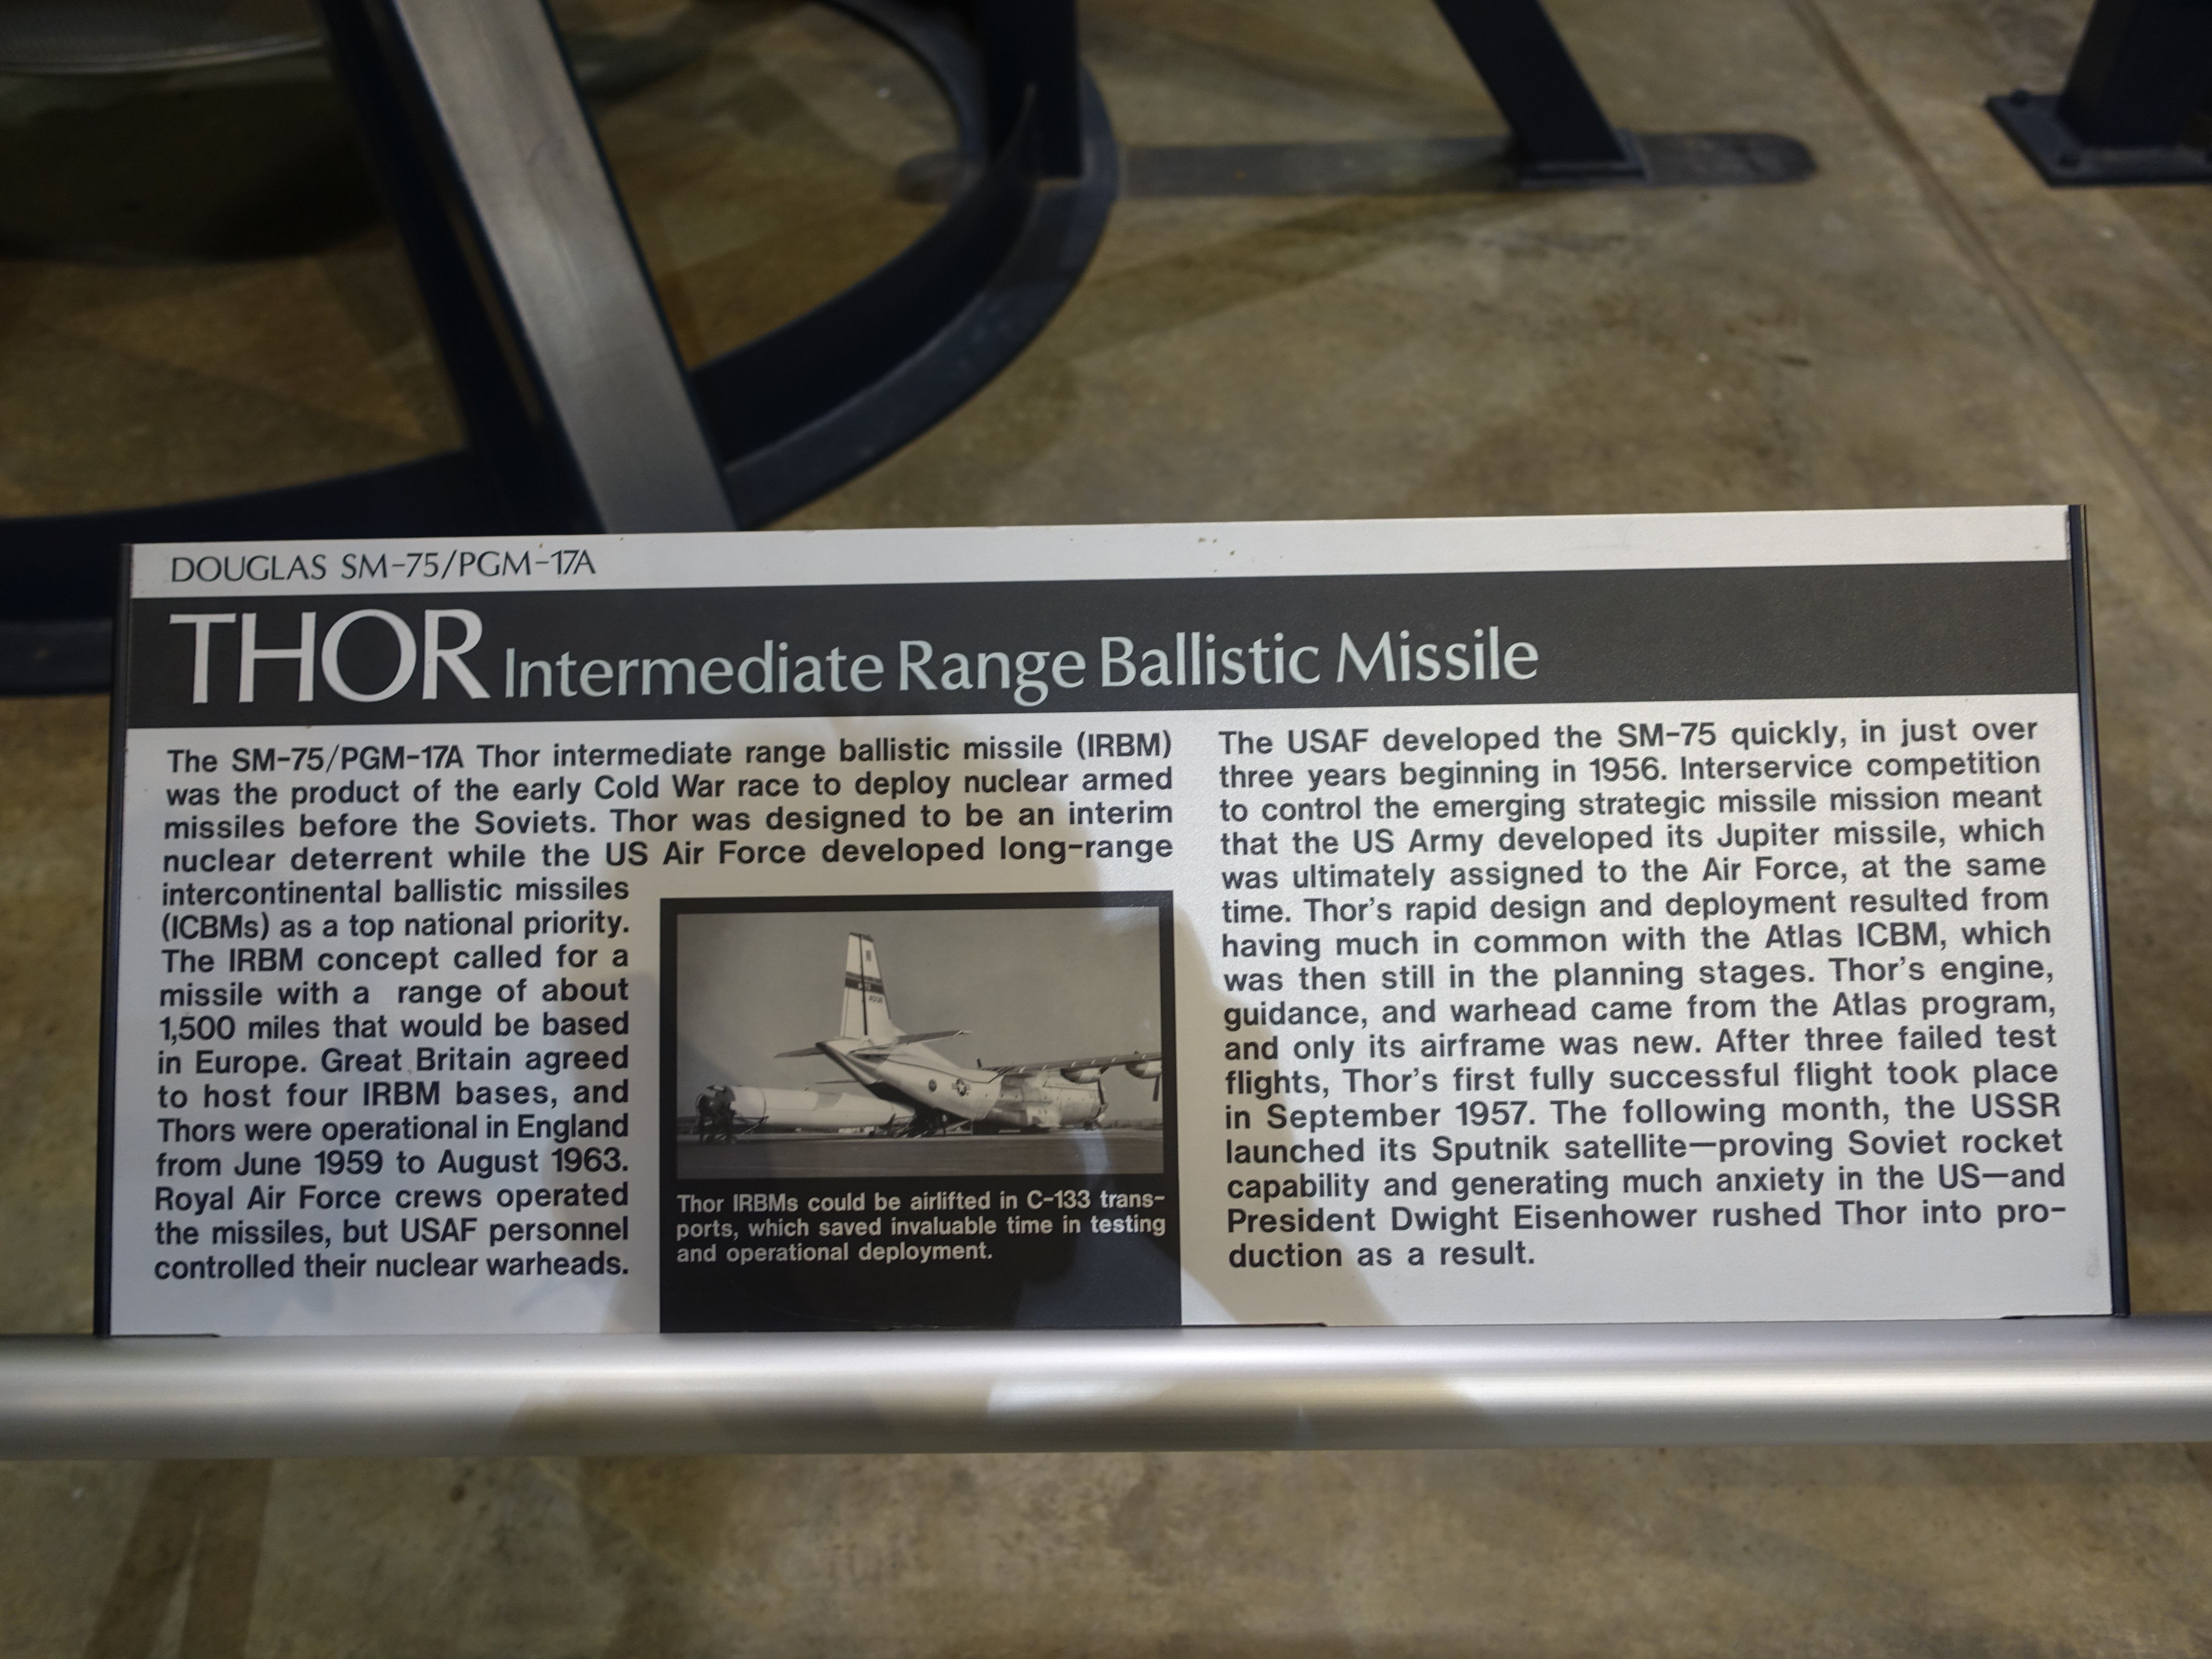 DOUGLAS SM-75/PGM-17A
THOR Intermediate Range Ballistic Missile
The SM-75/PGM-17A Thor intermediate range ballistic missile (IRBM)
was the product of the early Cold War race to deploy nuclear armed
missiles before the Soviets. Thor was designed to be an interim
nuclear deterrent while the US Air Force developed long-range
intercontinental ballistic missiles
(ICBMs) as a top national priority.
The IRBM concept called for a
missile with a range of about
1,500 miles that would be based
in Europe. Great Britain agreed
to host four IRBM bases, and
Thors were operational in England
from June 1959 to August 1963.
Royal Air Force crews operated
the missiles, but USAF personnel
controlled their nuclear warheads.
Thor IRBMs could be airlifted in C-133 trans-
ports, which saved invaluable time in testing
and operational deployment.
The USAF developed the SM-75 quickly, in just over
three years beginning in 1956. Interservice competition
to control the emerging strategic missile mission meant
that the US Army developed its Jupiter missile, which
was ultimately assigned to the Air Force, at the same
time. Thor's rapid design and deployment resulted from
having much in common with the Atlas ICBM, which
was then still in the planning stages. Thor's engine,
guidance, and warhead came from the Atlas program,
and only its airframe was new. After three failed test
flights, Thor's first fully successful flight took place
in September 1957. The following month, the USSR
launched its Sputnik satellite—proving Soviet rocket
capability and generating much anxiety in the US—and
President Dwight Eisenhower rushed Thor into pro-
duction as a result.